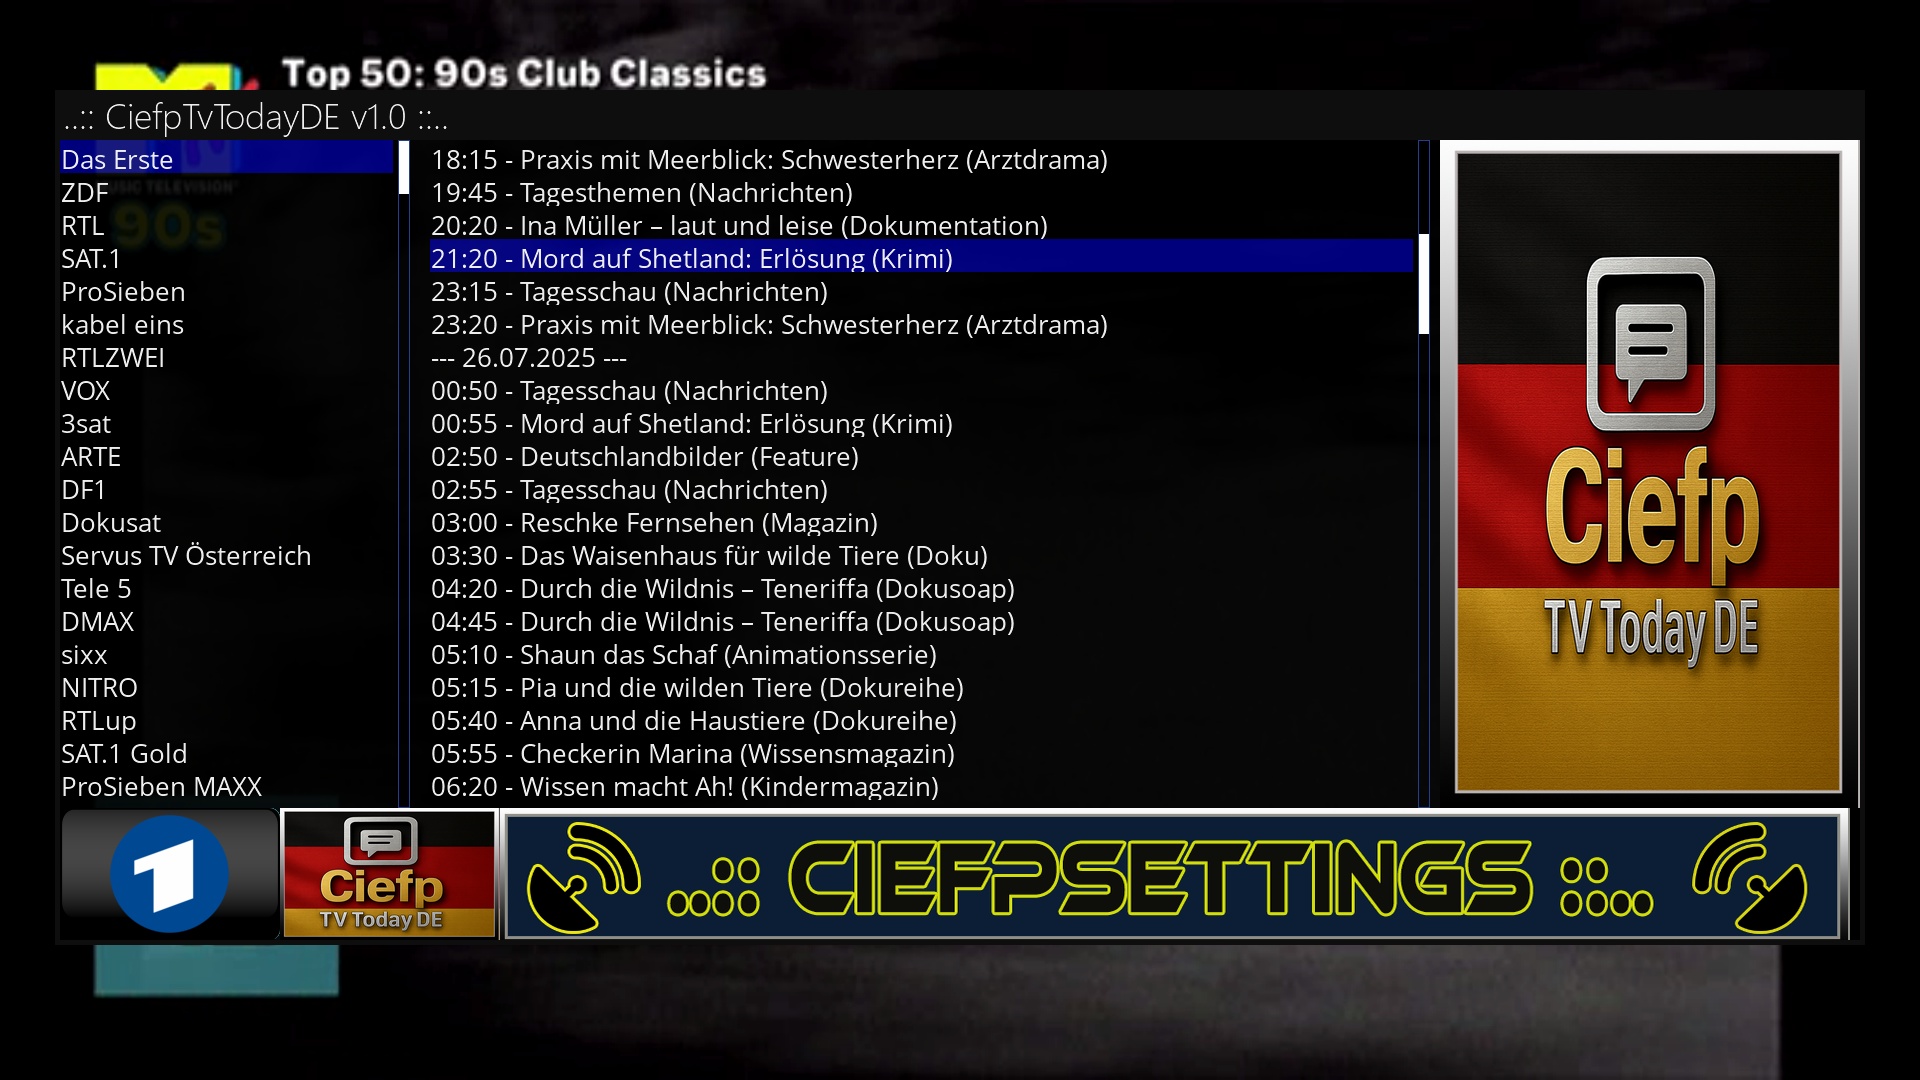 Top 50: 90s Club Classics
..:: CiefpTvTodayDE v1.0 ::..
Das Erste
ZDF
RTL
SAT.1
ProSieben
kabel eins
RTLZWEI
VOX
3sat
ARTE
DF1
Dokusat
Servus TV Österreich
Tele 5
DMAX
sixx
NITRO
RTLup
SAT.1 Gold
ProSieben MAXX
MUSIC TELEVISION
90s
18:15 - Praxis mit Meerblick: Schwesterherz (Arztdrama)
19:45 - Tagesthemen (Nachrichten)
20:20 - Ina Müller – laut und leise (Dokumentation)
21:20 - Mord auf Shetland: Erlösung (Krimi)
23:15 - Tagesschau (Nachrichten)
23:20 - Praxis mit Meerblick: Schwesterherz (Arztdrama)
--- 26.07.2025 ---
00:50 - Tagesschau (Nachrichten)
00:55 - Mord auf Shetland: Erlösung (Krimi)
02:50 - Deutschlandbilder (Feature)
02:55 - Tagesschau (Nachrichten)
03:00 - Reschke Fernsehen (Magazin)
03:30 - Das Waisenhaus für wilde Tiere (Doku)
04:20 - Durch die Wildnis – Teneriffa (Dokusoap)
04:45 - Durch die Wildnis – Teneriffa (Dokusoap)
05:10 - Shaun das Schaf (Animationsserie)
05:15 - Pia und die wilden Tiere (Dokureihe)
05:40 - Anna und die Haustiere (Dokureihe)
05:55 - Checkerin Marina (Wissensmagazin)
06:20 - Wissen macht Ah! (Kindermagazin)
Ciefp
TV Today DE
1
Ciefp
TV Today DE
CIEFPSETTINGS